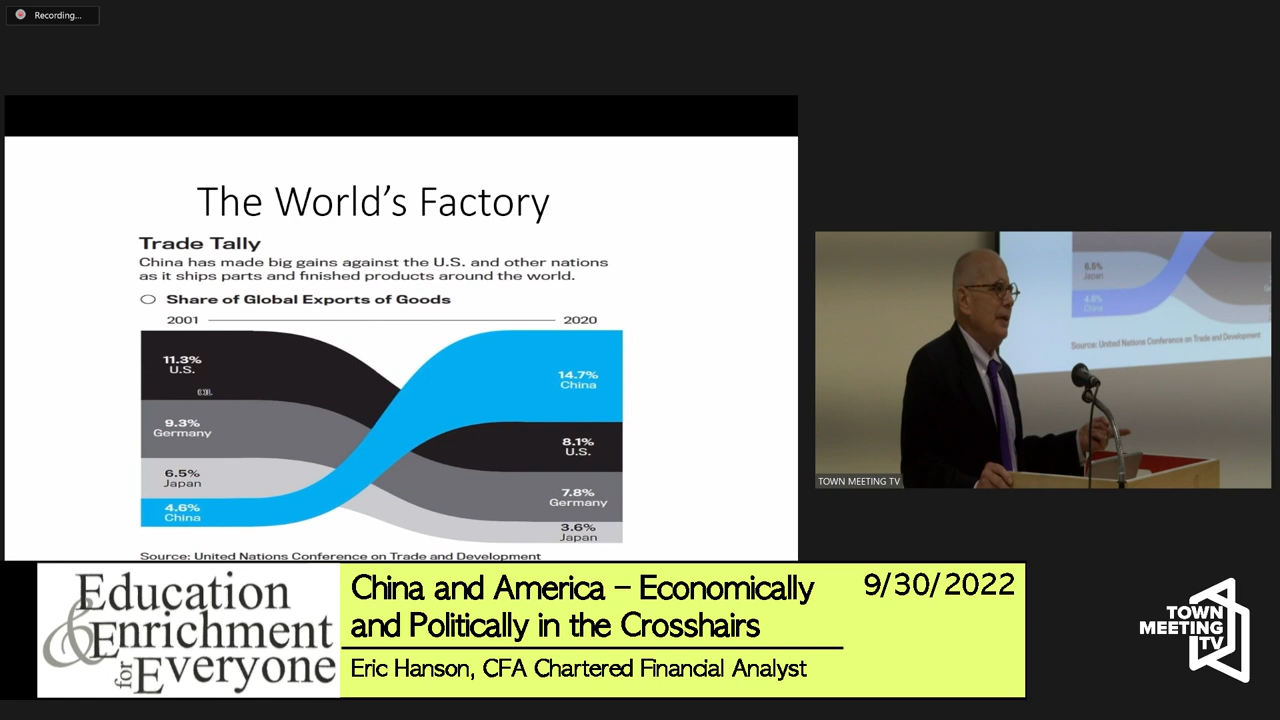 Recording...
The World's Factory
Trade Tally
China has made big gains against the U.S. and other nations
as it ships parts and finished products around the world.
Share of Global Exports of Goods
2001
2020
11.3%
U.S.
9.3%
Germany
6.5%
Japan
4.6%
China
14.7%
China
8.1%
U.S.
7.8%
Germany
3.6%
Japan
Source: United Nations Conference on Trade and Development
6.5%
Japan
4.6%
China
Source: United Nations Conference on Trade and Development
TOWN MEETING TV
Education
& Enrichment
for Everyone
China and America – Economically
and Politically in the Crosshairs
9/30/2022
Eric Hanson, CFA Chartered Financial Analyst
TOWN
MEETING
TV